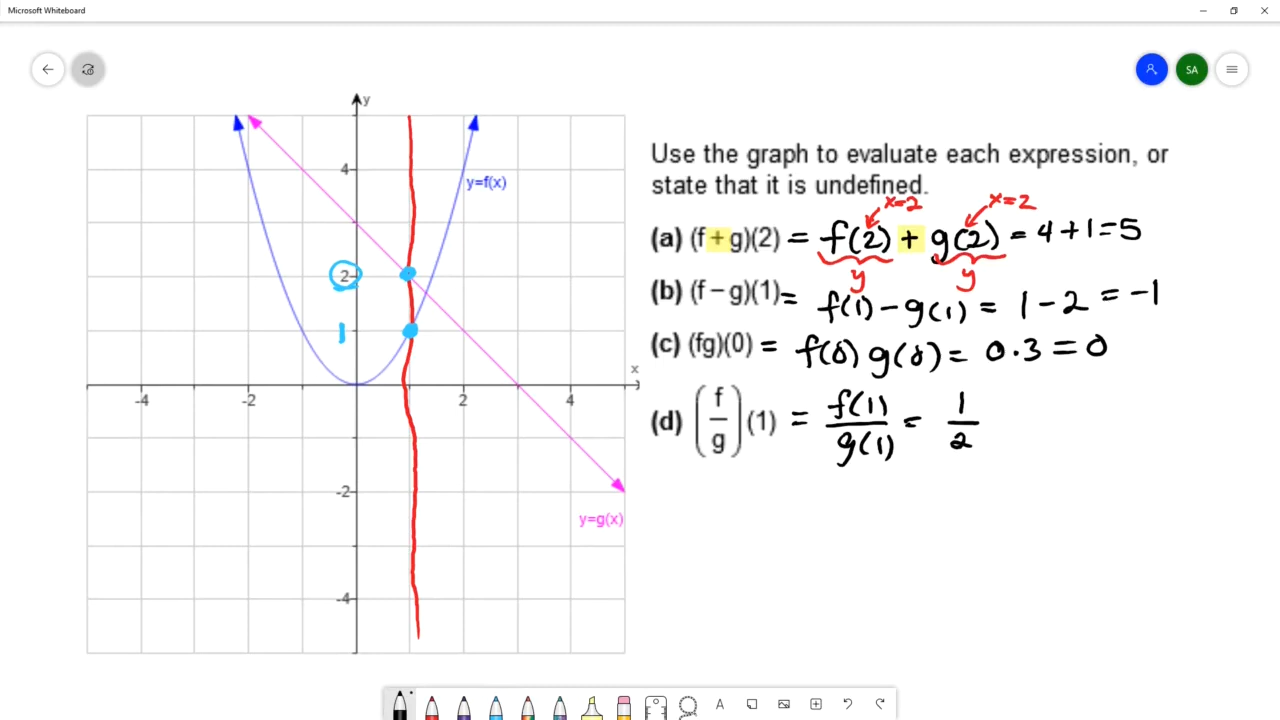 Microsoft Whiteboard
SA
y
4
y=f(x)
2
1
x
-4
-2
2
4
-2
y=g(x)
-4
Use the graph to evaluate each expression, or
state that it is undefined.
x=2 x=2
(a) (f+g)(2) = f(2) + g(2) = 4+1=5
y y
(b) (f−g)(1) = f(1) − g(1) = 1 − 2 = −1
(c) (fg)(0) = f(0) g(0) = 0·3 = 0
(d) (f/g)(1) = f(1)/g(1) = 1/2
A